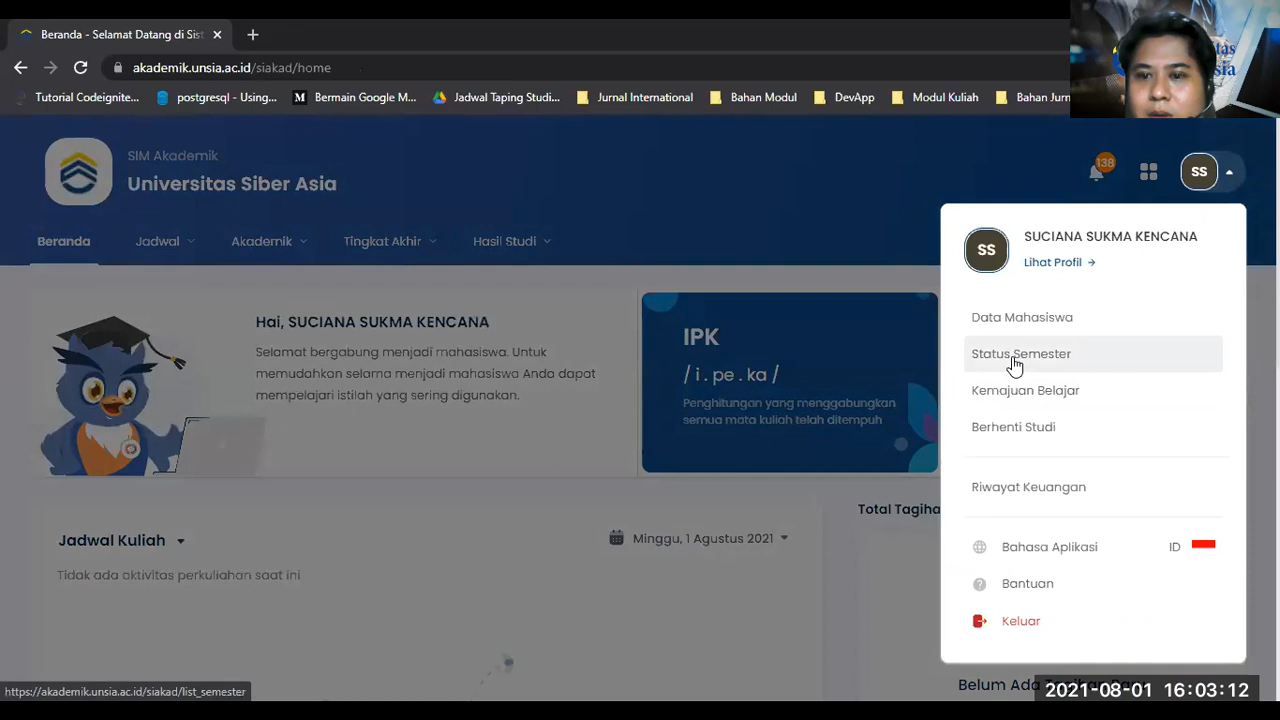 Beranda - Selamat Datang di Sist
akademik.unsia.ac.id/siakad/home
Tutorial Codeignite...
postgresql - Using...
Bermain Google M...
Jadwal Taping Studi...
Jurnal International
Bahan Modul
DevApp
Modul Kuliah
Bahan Jurn
SIM Akademik
Universitas Siber Asia
138
SS
Beranda
Jadwal
Akademik
Tingkat Akhir
Hasil Studi
SS
SUCIANA SUKMA KENCANA
Lihat Profil →
Data Mahasiswa
Status Semester
Kemajuan Belajar
Berhenti Studi
Riwayat Keuangan
Bahasa Aplikasi
ID
Bantuan
Keluar
Hai, SUCIANA SUKMA KENCANA
Selamat bergabung menjadi mahasiswa. Untuk
memudahkan selama menjadi mahasiswa Anda dapat
mempelajari istilah yang sering digunakan.
IPK
/ i . pe . ka /
Penghitungan yang menggabungkan
semua mata kuliah telah ditempuh
Jadwal Kuliah
Minggu, 1 Agustus 2021
Tidak ada aktivitas perkuliahan saat ini
Total Tagiha
Belum Ada
https://akademik.unsia.ac.id/siakad/list_semester
2021-08-01 16:03:12